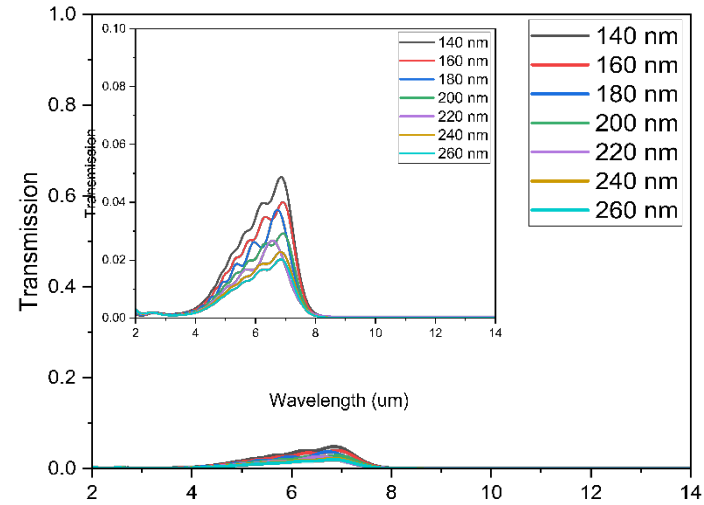 Transmission
1.0
0.8
0.6
0.4
0.2
0.0
2
4
6
8
10
12
14
140 nm
160 nm
180 nm
200 nm
220 nm
240 nm
260 nm
Transmission
0.10
0.08
0.06
0.04
0.02
0.00
2
4
6
8
10
12
14
140 nm
160 nm
180 nm
200 nm
220 nm
240 nm
260 nm
Wavelength (um)